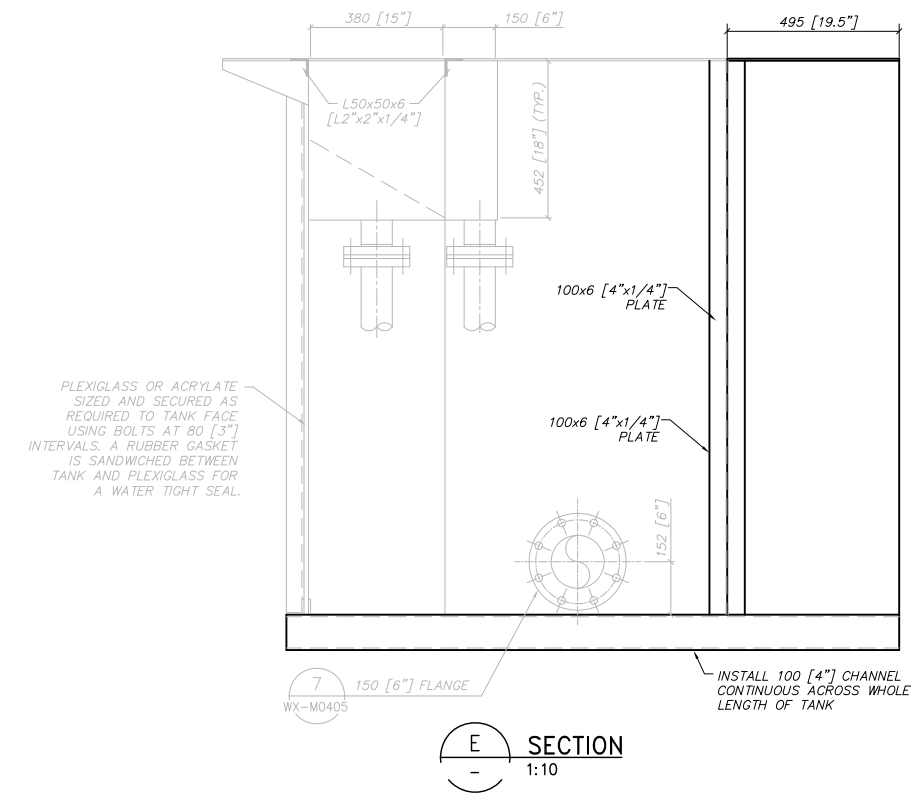 380 [15"]
150 [6"]
495 [19.5"]
L50x50x6
[L2"x2"x1/4"]
452 [18"] (TYP.)
100x6 [4"x1/4"]
PLATE
PLEXIGLASS OR ACRYLATE
SIZED AND SECURED AS
REQUIRED TO TANK FACE
USING BOLTS AT 80 [3"]
INTERVALS. A RUBBER GASKET
IS SANDWICHED BETWEEN
TANK AND PLEXIGLASS FOR
A WATER TIGHT SEAL.
100x6 [4"x1/4"]
PLATE
152 [6"]
7
WX-M0405
150 [6"] FLANGE
INSTALL 100 [4"] CHANNEL
CONTINUOUS ACROSS WHOLE
LENGTH OF TANK
E
-
SECTION
1:10